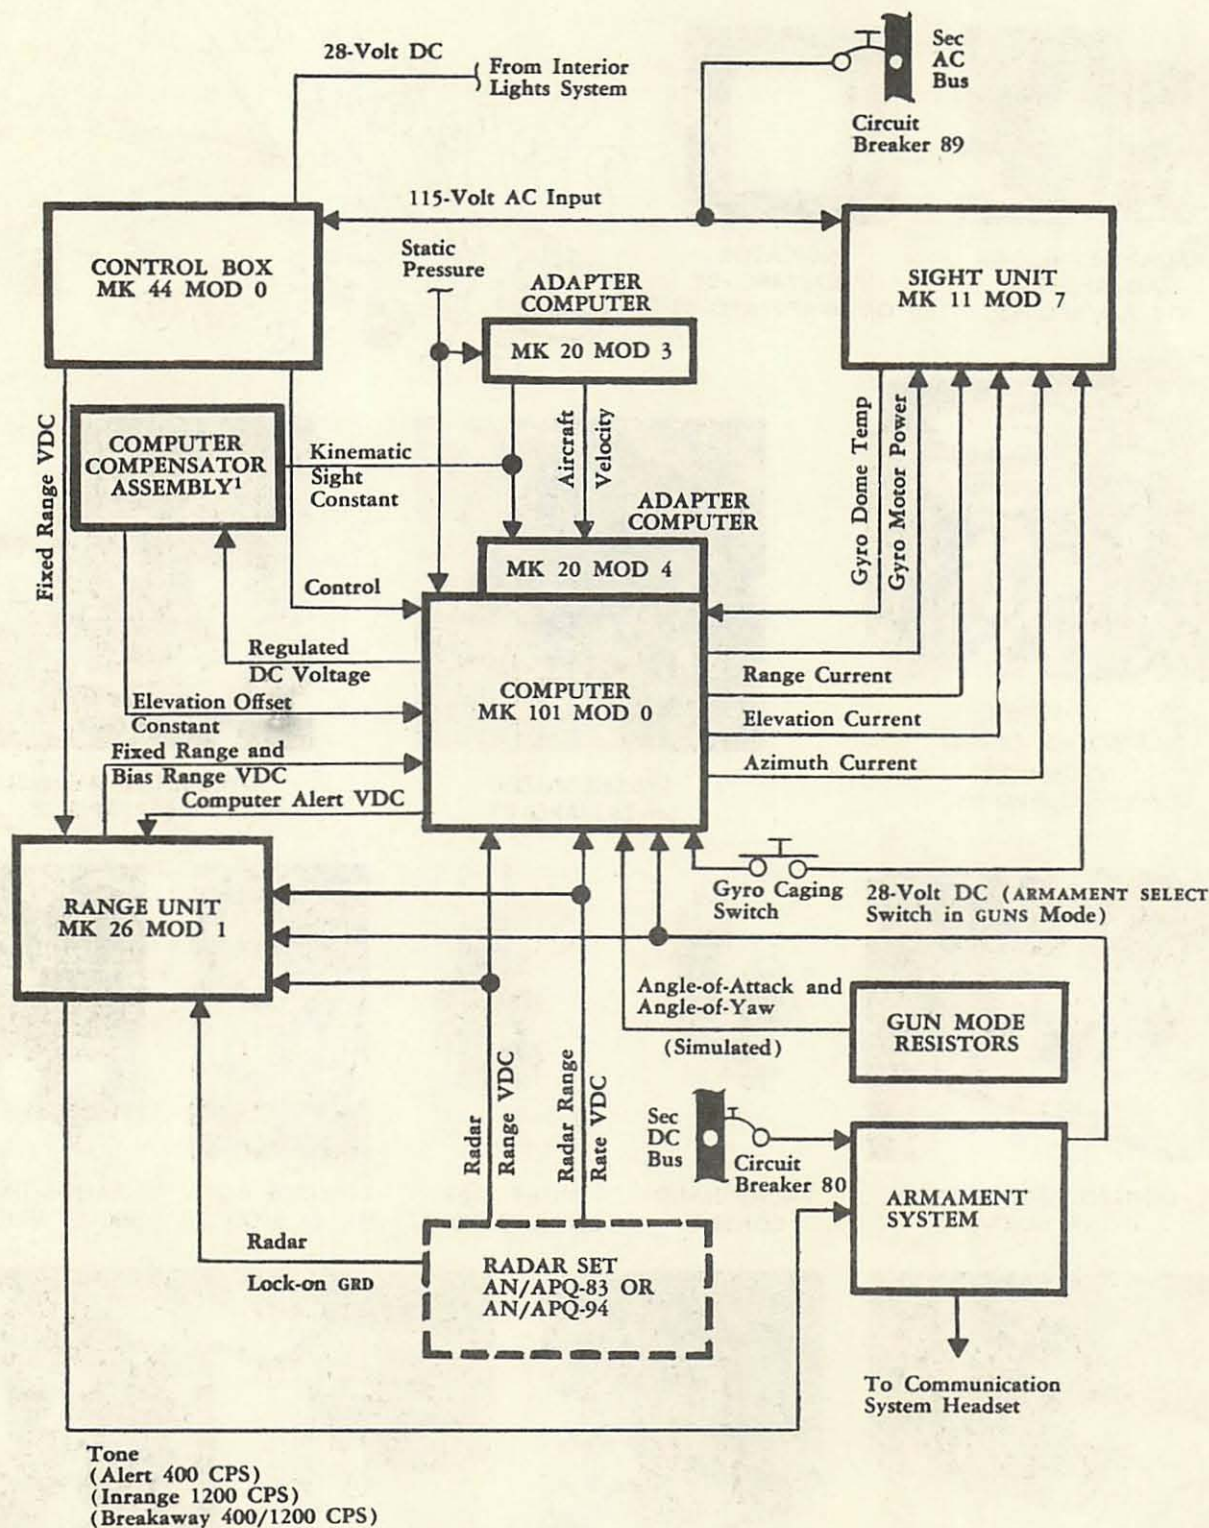 28-Volt DC
From Interior
Lights System
Sec
AC
Bus
Circuit
Breaker 89
115-Volt AC Input
CONTROL BOX
MK 44 MOD 0
Static
Pressure
ADAPTER
COMPUTER
MK 20 MOD 3
SIGHT UNIT
MK 11 MOD 7
Fixed Range VDC
COMPUTER
COMPENSATOR
ASSEMBLY¹
Kinematic
Sight
Constant
Aircraft
Velocity
Gyro Dome Temp
Gyro Motor Power
ADAPTER
COMPUTER
MK 20 MOD 4
Control
Regulated
DC Voltage
COMPUTER
MK 101 MOD 0
Range Current
Elevation Offset
Constant
Elevation Current
Fixed Range and
Bias Range VDC
Azimuth Current
Computer Alert VDC
RANGE UNIT
MK 26 MOD 1
Gyro Caging
Switch
28-Volt DC (ARMAMENT SELECT
Switch in GUNS Mode)
Angle-of-Attack and
Angle-of-Yaw
(Simulated)
GUN MODE
RESISTORS
Radar
Range VDC
Radar Range
Rate VDC
Sec
DC
Bus
Circuit
Breaker 80
ARMAMENT
SYSTEM
Radar
Lock-on GRD
RADAR SET
AN/APQ-83 OR
AN/APQ-94
To Communication
System Headset
Tone
(Alert 400 CPS)
(Inrange 1200 CPS)
(Breakaway 400/1200 CPS)